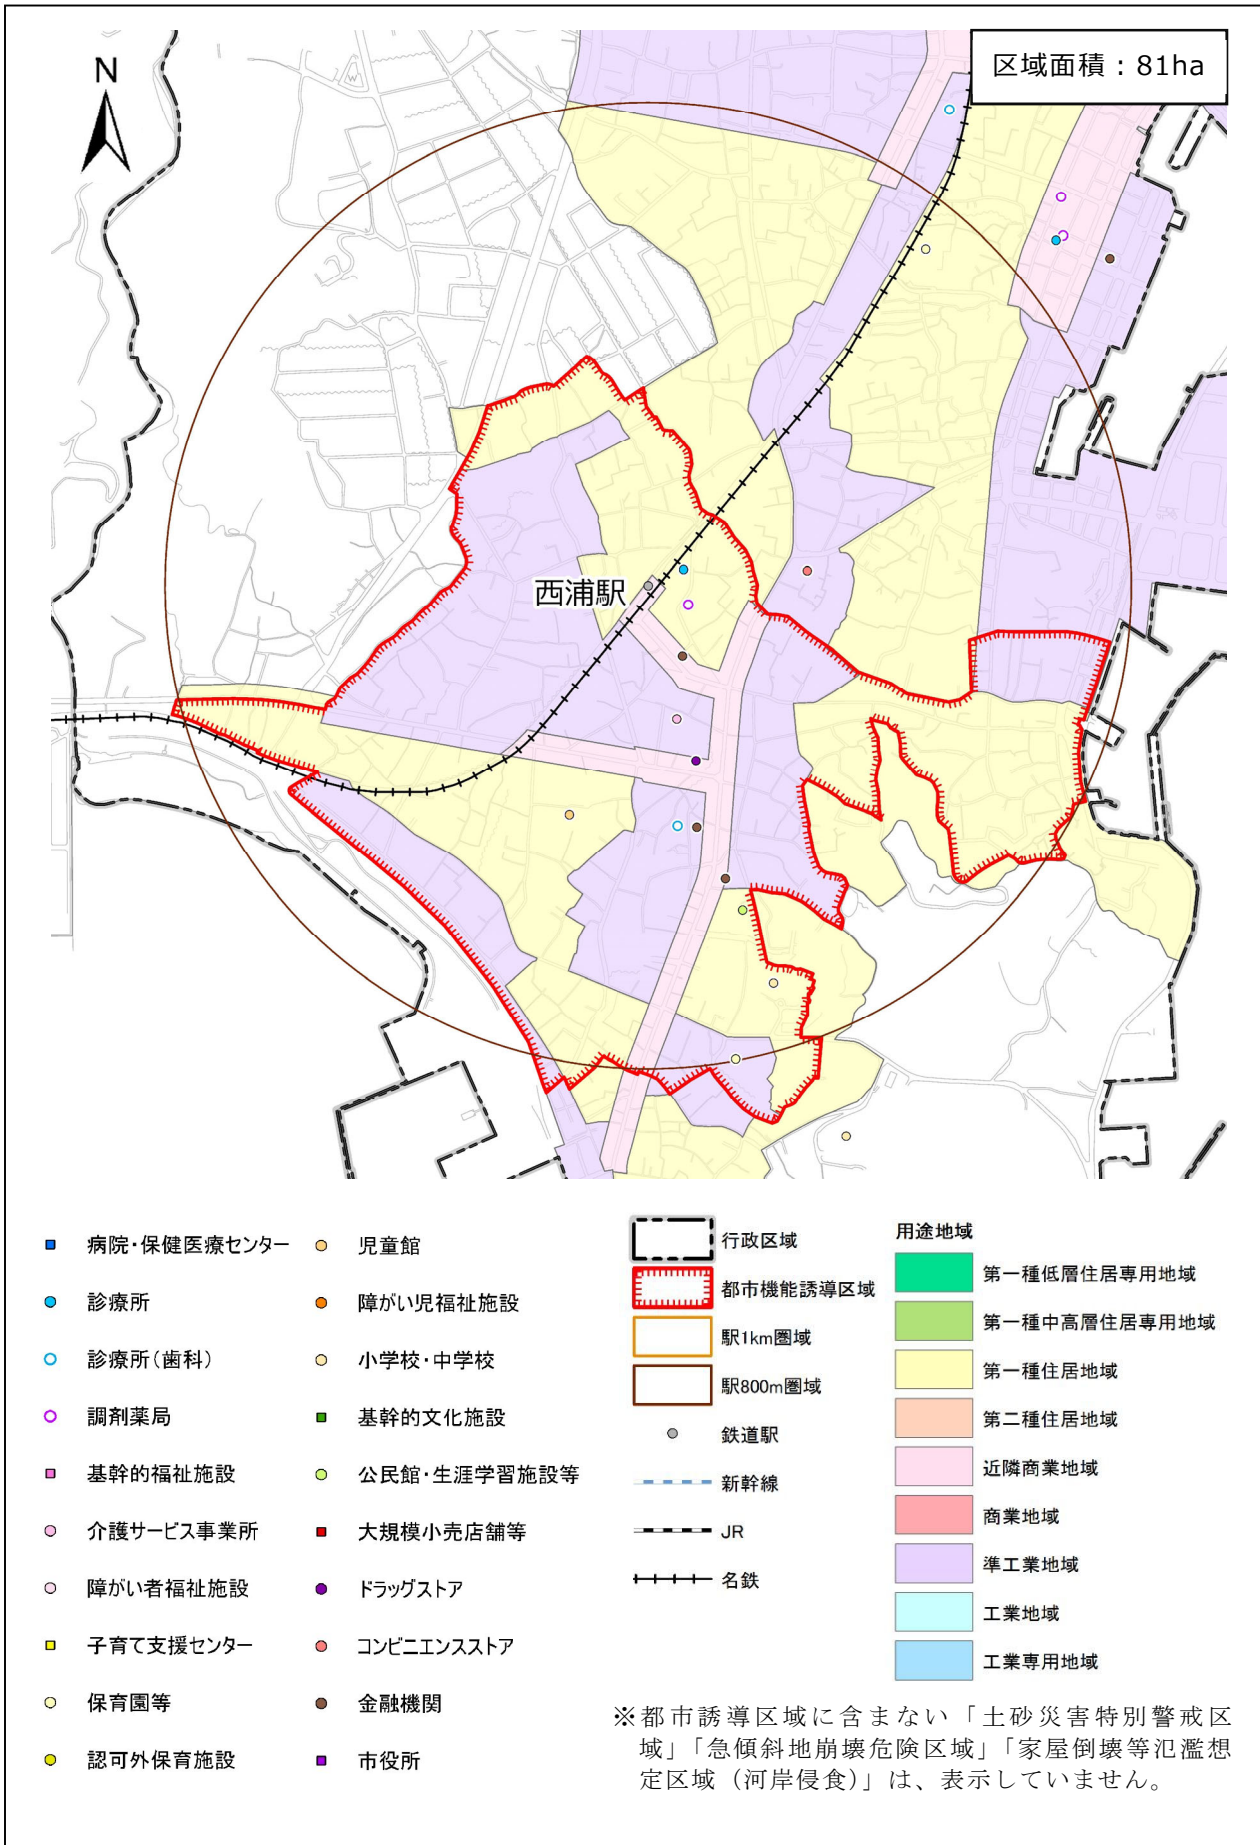 N
区域面積：81ha
西浦駅
病院・保健医療センター
診療所
診療所（歯科）
調剤薬局
基幹的福祉施設
介護サービス事業所
障がい者福祉施設
子育て支援センター
保育園等
認可外保育施設
児童館
障がい児福祉施設
小学校・中学校
基幹的文化施設
公民館・生涯学習施設等
大規模小売店舗等
ドラッグストア
コンビニエンスストア
金融機関
市役所
行政区域
都市機能誘導区域
駅1km圏域
駅800m圏域
鉄道駅
新幹線
JR
名鉄
用途地域
第一種低層住居専用地域
第一種中高層住居専用地域
第一種住居地域
第二種住居地域
近隣商業地域
商業地域
準工業地域
工業地域
工業専用地域
※都市誘導区域に含まない「土砂災害特別警戒区
域」「急傾斜地崩壊危険区域」「家屋倒壊等氾濫想
定区域（河岸侵食）」は、表示していません。